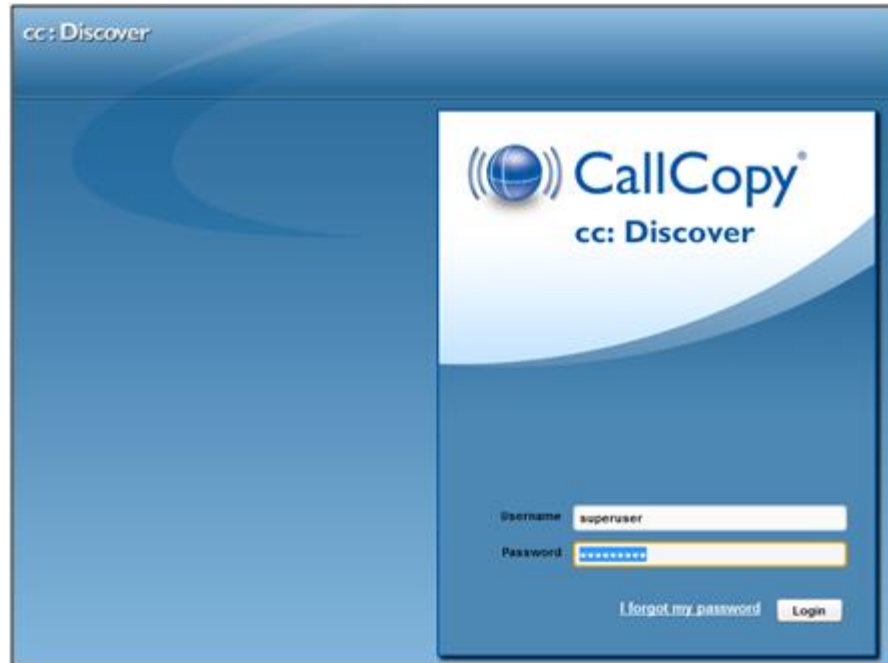 cc: Discover
CallCopy®
cc: Discover
Username superuser
Password *********
I forgot my password Login